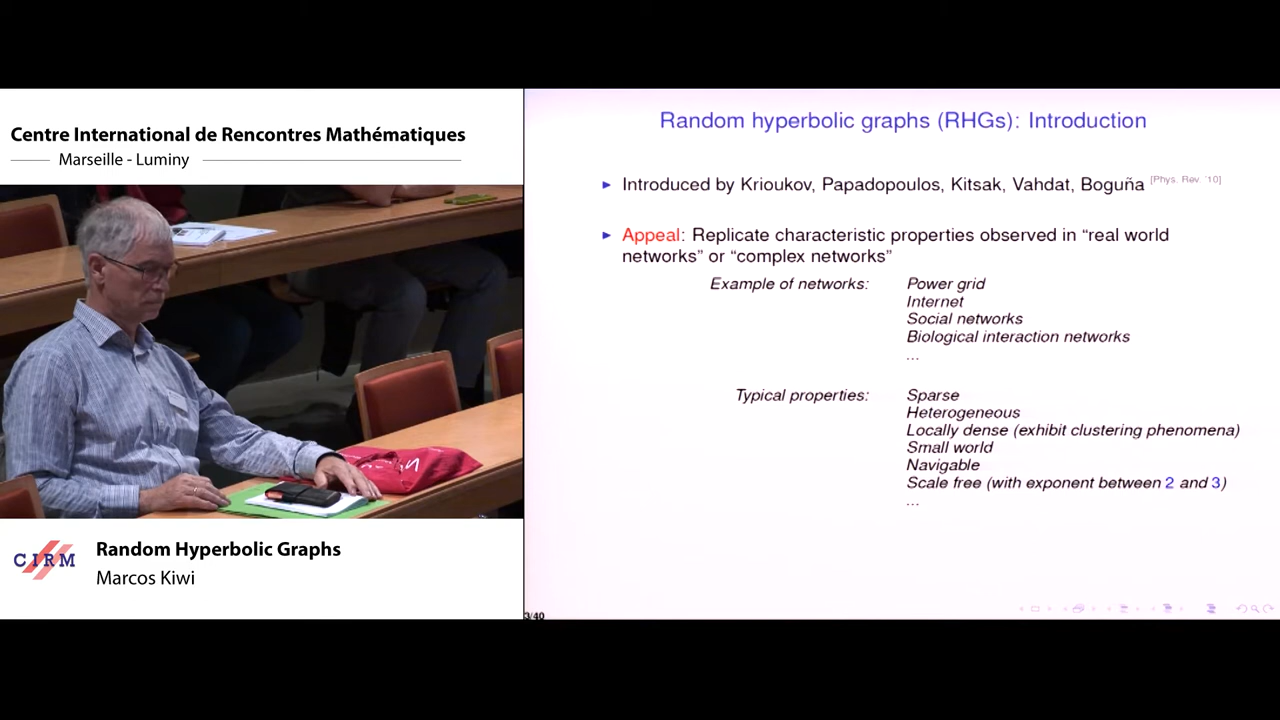 Centre International de Rencontres Mathématiques
Marseille - Luminy
CIRM
Random Hyperbolic Graphs
Marcos Kiwi
Random hyperbolic graphs (RHGs): Introduction
Introduced by Krioukov, Papadopoulos, Kitsak, Vahdat, Boguña [Phys. Rev. '10]
Appeal: Replicate characteristic properties observed in “real world
networks” or “complex networks”
Example of networks: Power grid
Internet
Social networks
Biological interaction networks
...
Typical properties: Sparse
Heterogeneous
Locally dense (exhibit clustering phenomena)
Small world
Navigable
Scale free (with exponent between 2 and 3)
...
3/40